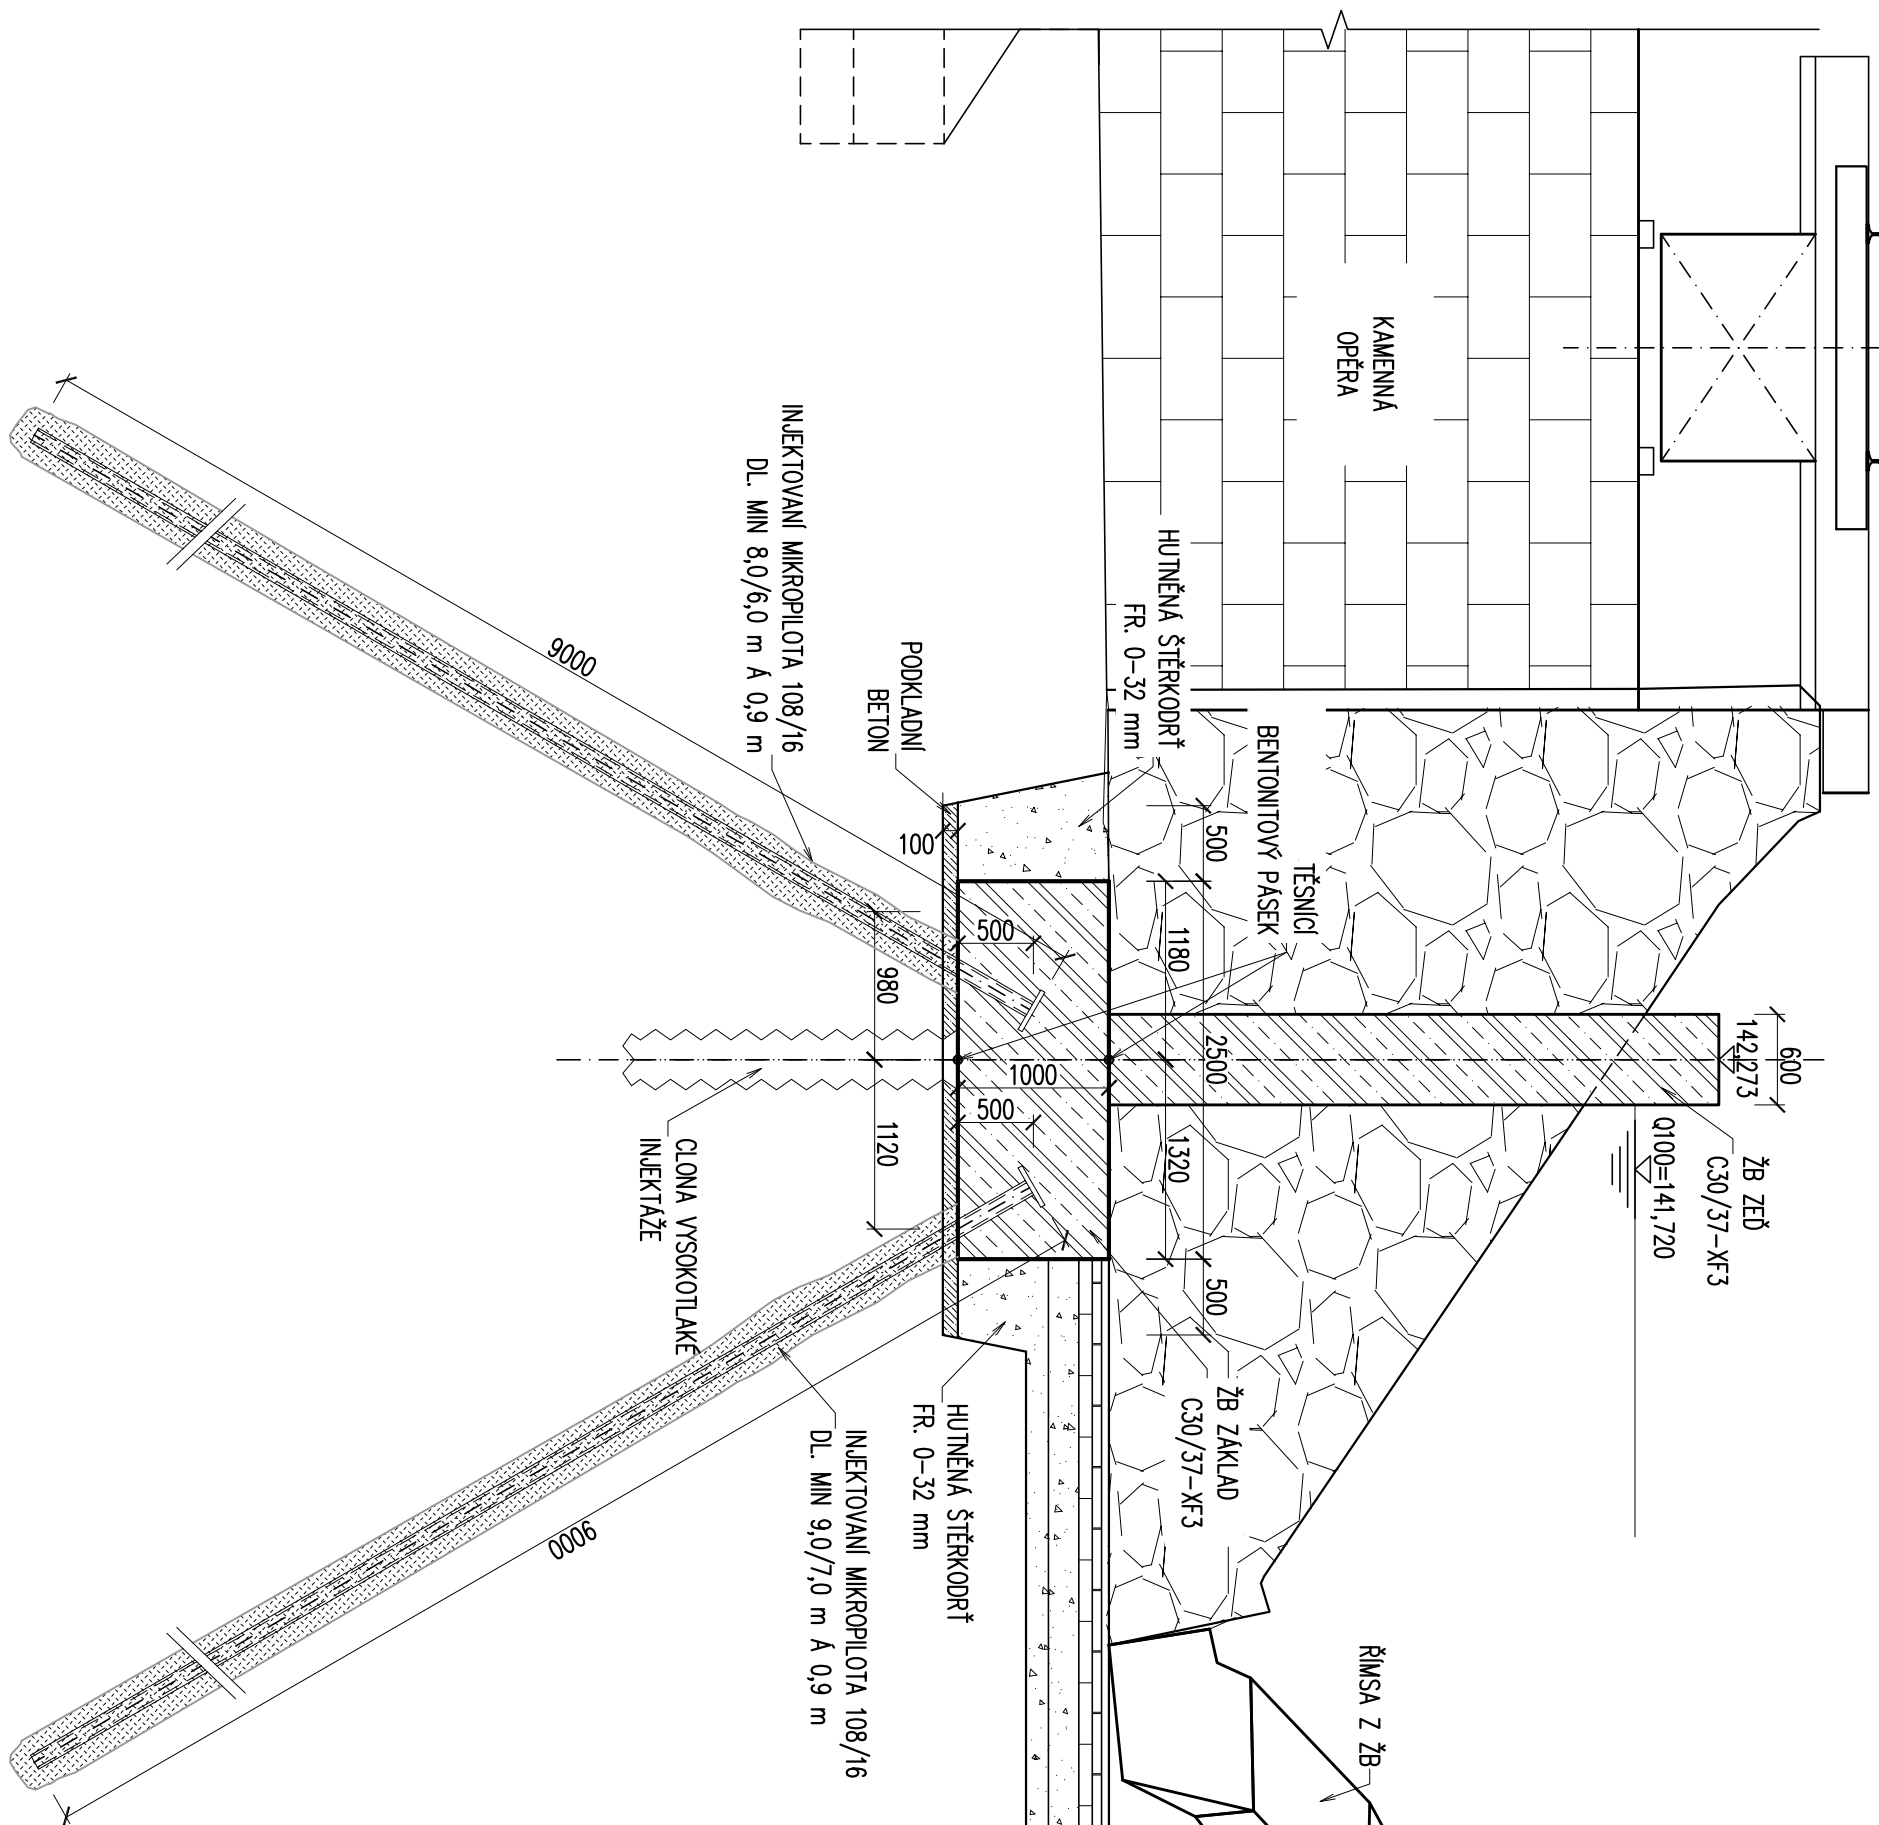 600
142,273
ŽB ZEĎ
C30/37-XF3
Q100=141,720
KAMENNÁ
OPĚRA
ŘÍMSA Z ŽB
TĚSNÍCÍ
BENTONITOVÝ PÁSEK
500
2500
500
ŽB ZÁKLAD
C30/37-XF3
1180
1320
HUTNĚNÁ ŠTĚRKODRŤ
FR. 0-32 mm
1000
500
500
HUTNĚNÁ ŠTĚRKODRŤ
FR. 0-32 mm
100
PODKLADNÍ
BETON
980
1120
INJEKTOVANÍ MIKROPILOTA 108/16
DL. MIN 8,0/6,0 m Á 0,9 m
INJEKTOVANÍ MIKROPILOTA 108/16
DL. MIN 9,0/7,0 m Á 0,9 m
CLONA VYSOKOTLAKÉ
INJEKTÁŽE
9000
9000